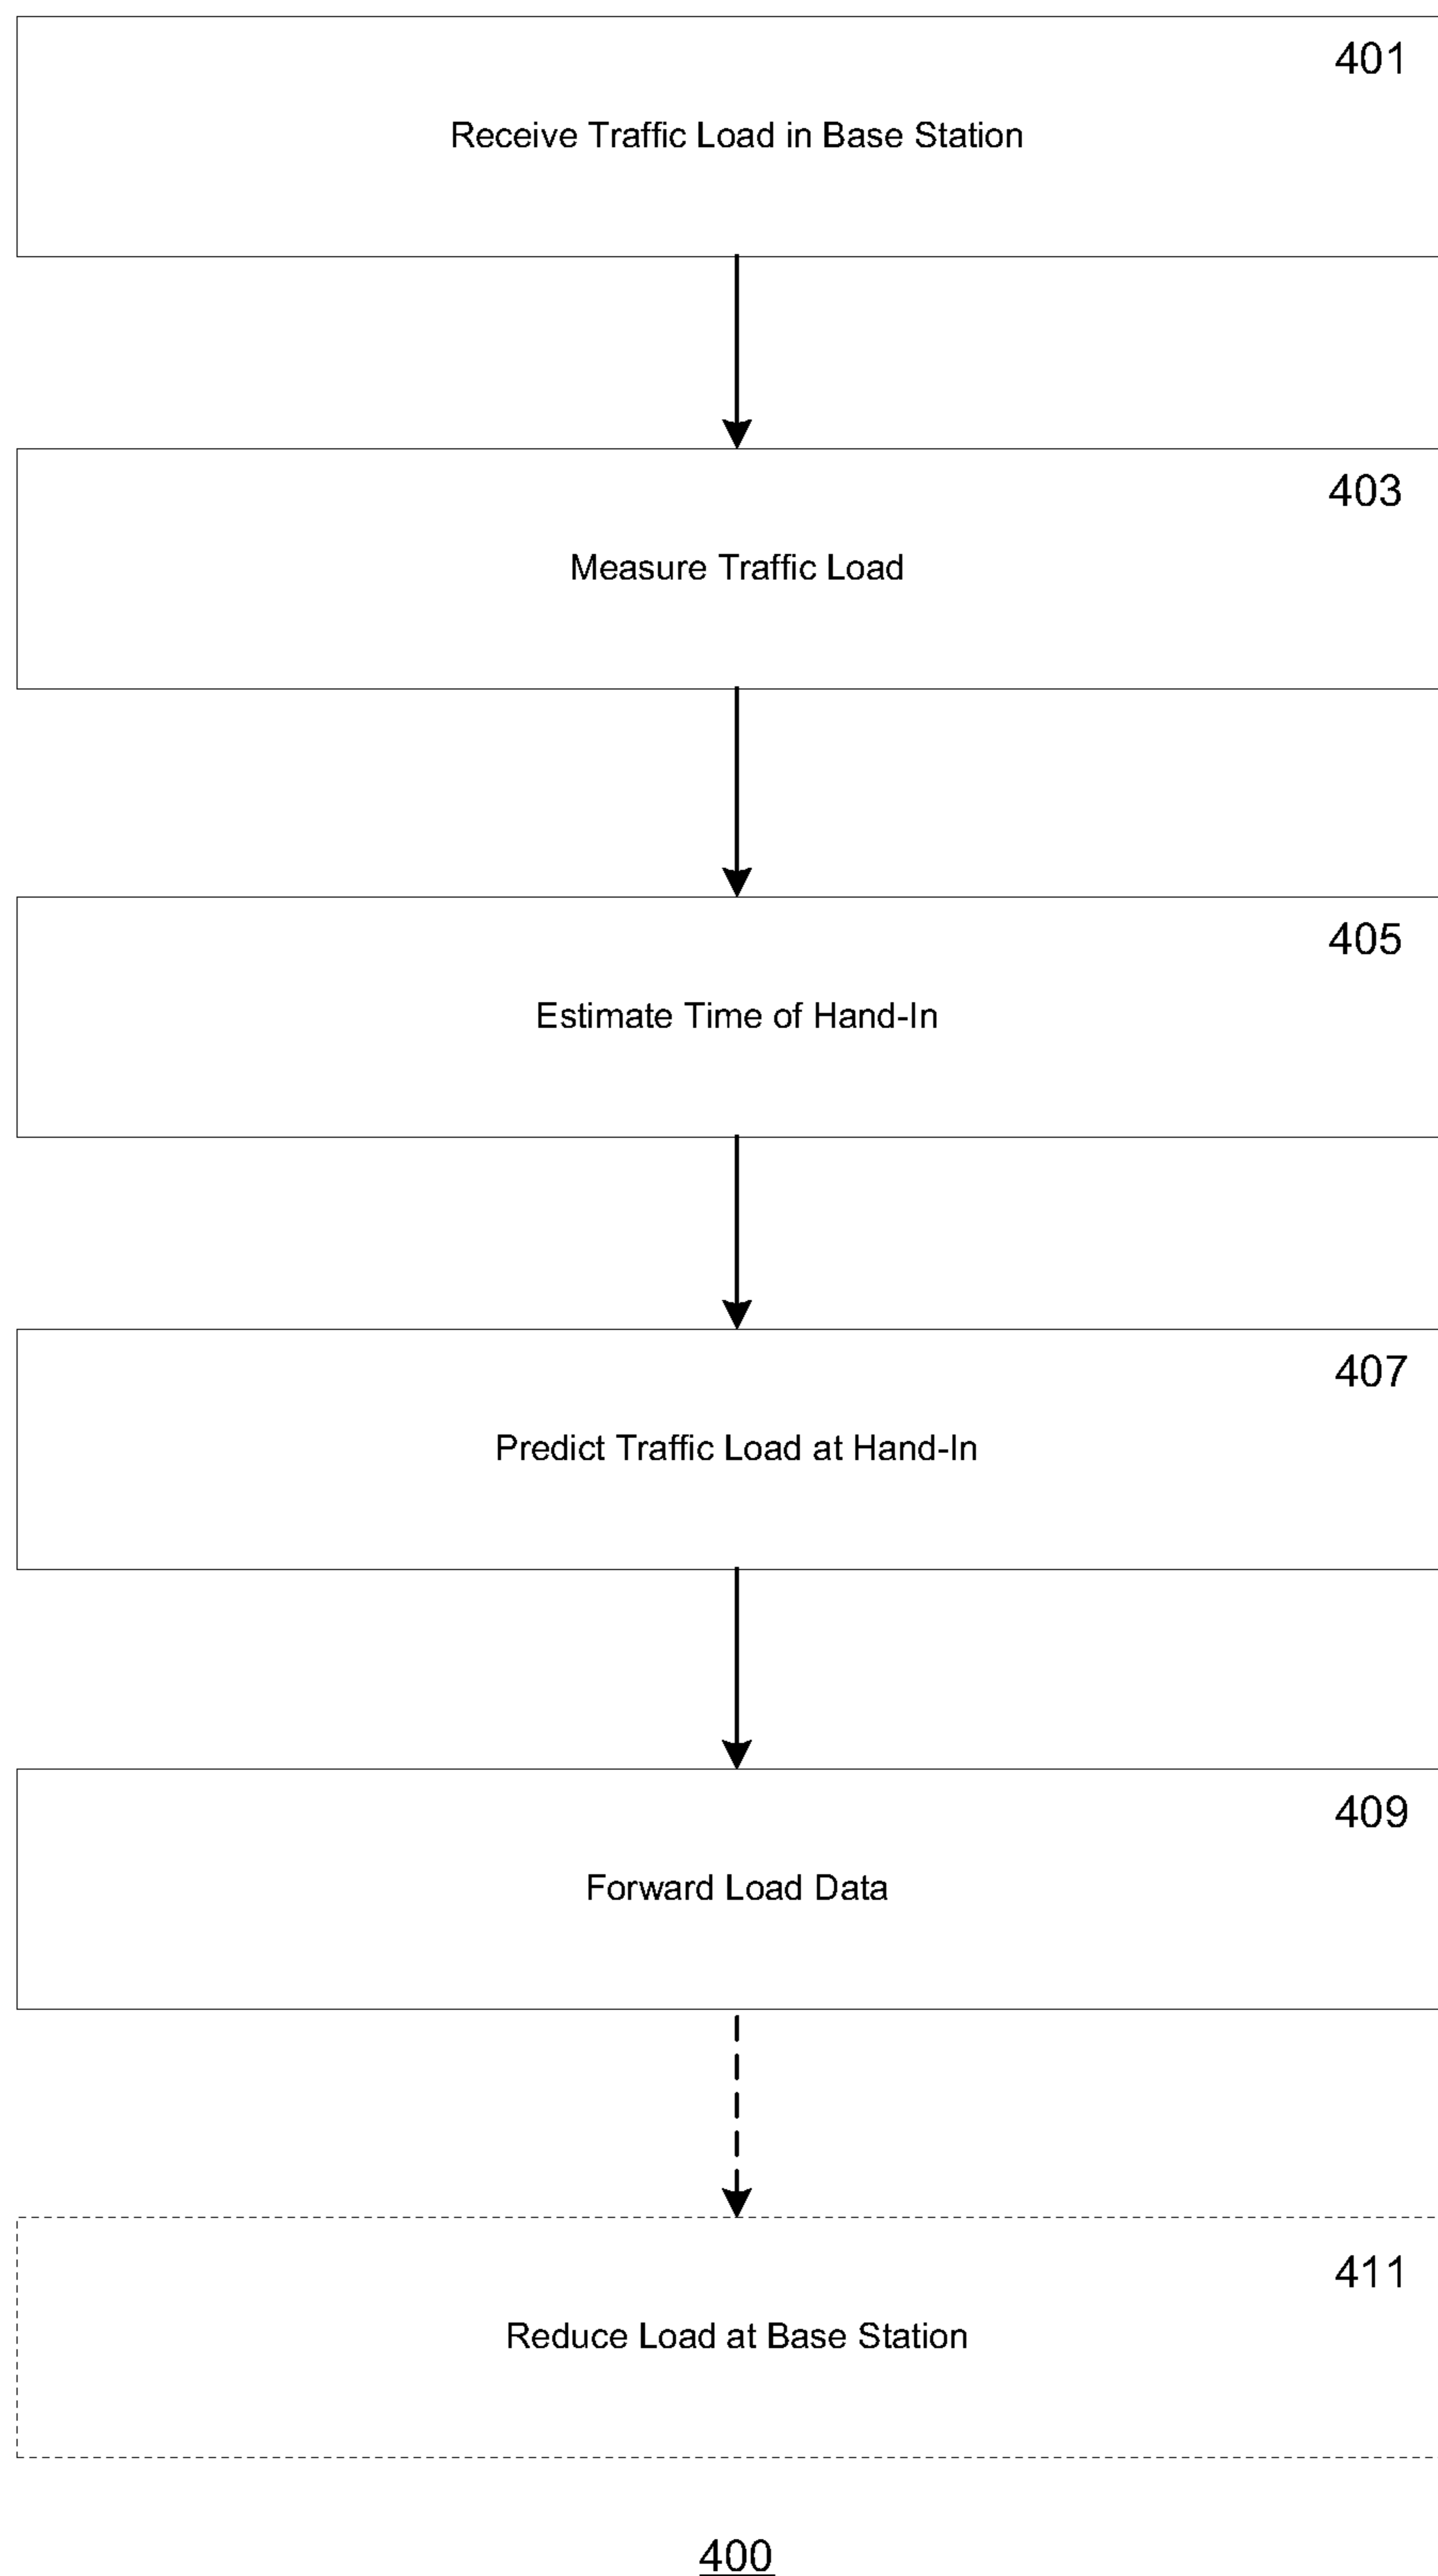 401
Receive Traffic Load in Base Station
403
Measure Traffic Load
405
Estimate Time of Hand-In
407
Predict Traffic Load at Hand-In
409
Forward Load Data
411
Reduce Load at Base Station
400